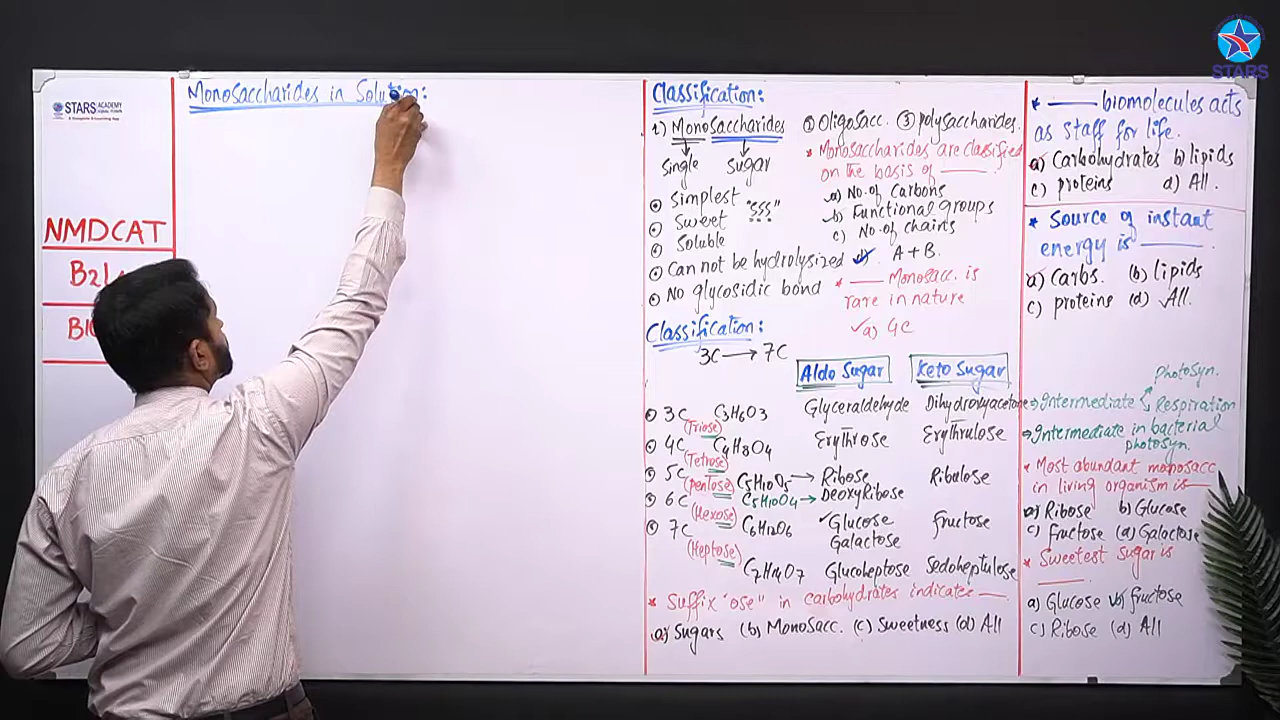 STARS
STARS ACADEMY
NMDCAT
Monosaccharides in Solution:
Classification:
1) Monosaccharides ② Oligosacc. ③ polysaccharides.
Single Sugar
Simplest "SSS"
Sweet
Soluble
Can not be hydrolysized
No glycosidic bond
* Monosaccharides are classified
on the basis of ____.
a) No. of Carbons
b) Functional groups
c) No. of chains
A + B.
* ____ Monosacc. is
rare in nature
✓a) 4C
Classification:
3C → 7C
Aldo Sugar Keto Sugar
3C (Triose) C3H6O3 Glyceraldehyde Dihydroxyacetone
4C (Tetrose) C4H8O4 Erythrose Erythrulose
5C (pentose) C5H10O5 → Ribose Ribulose
C5H10O4 → DeoxyRibose
6C (Hexose) C6H12O6 ✓Glucose fructose
Galactose
7C (Heptose) C7H14O7 Glucoheptose Sedoheptulose
* Suffix "ose" in carbohydrates indicates ____
a) Sugars (b) Monosacc. (c) Sweetness (d) All
* ____ biomolecules acts
as staff for life.
a) Carbohydrates b) lipids
c) proteins d) All.
* Source of instant
energy is ____
a) Carbs. (b) lipids
c) proteins (d) ✓All.
Photosyn.
⇒ Intermediate Respiration
⇒ Intermediate in bacterial
photosyn.
* Most abundant monosacc
in living organism is—
a) Ribose b) Glucose
c) Fructose (d) Galactose
* Sweetest sugar is
____
a) Glucose ✓b) fructose
c) Ribose (d) All